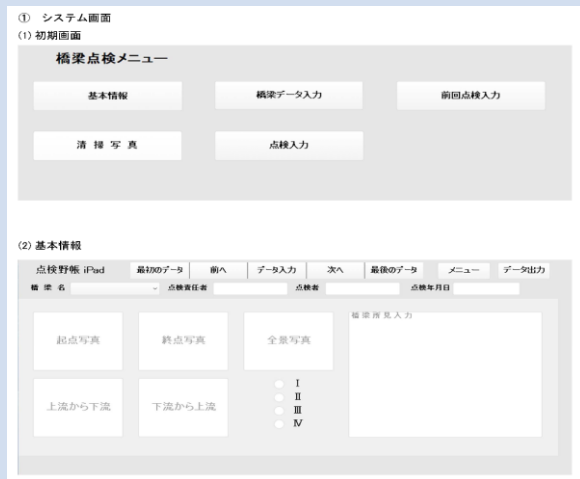 ① システム画面
(1) 初期画面
橋梁点検メニュー
基本情報 橋梁データ入力 前回点検入力
清 掃 写 真 点検入力
(2) 基本情報
点検野帳 iPad 最初のデータ 前へ データ入力 次へ 最後のデータ メニュー データ出力
橋 梁 名 点検責任者 点検者 点検年月日
起点写真 終点写真 全景写真 橋梁所見入力
上流から下流 下流から上流
Ⅰ
Ⅱ
Ⅲ
Ⅳ